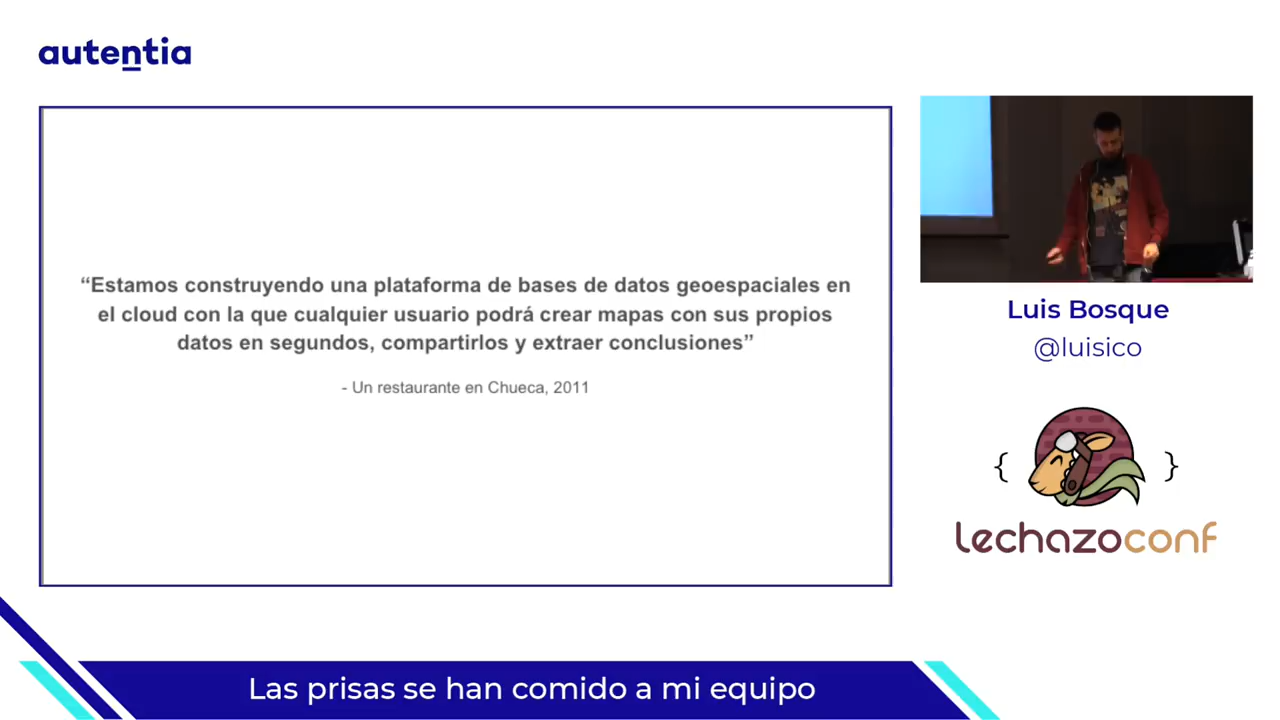 autentia
“Estamos construyendo una plataforma de bases de datos geoespaciales en
el cloud con la que cualquier usuario podrá crear mapas con sus propios
datos en segundos, compartirlos y extraer conclusiones”
- Un restaurante en Chueca, 2011
Luis Bosque
@luisico
{ }
Lechazoconf
Las prisas se han comido a mi equipo